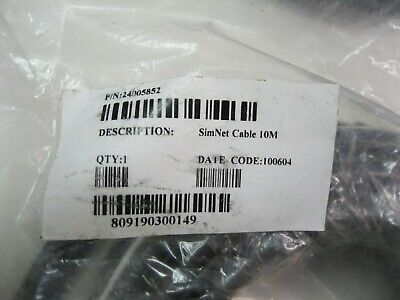 P/N:24005852
DESCRIPTION: SimNet Cable 10M
QTY:1 DATE CODE:100604
809190300149